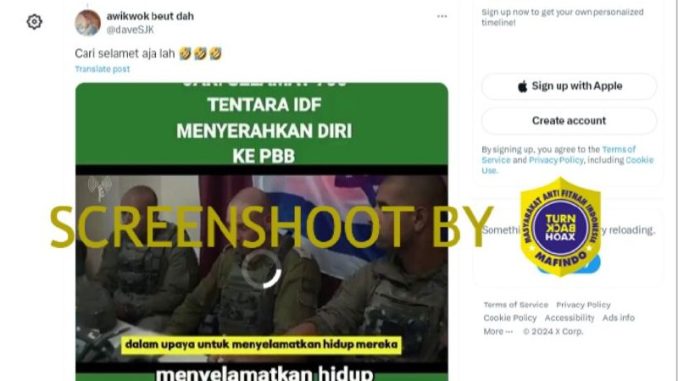 awikwok beut dah
@daveSJK
Cari selamet aja lah 🤣🤣🤣
Translate post
TENTARA IDF
MENYERAHKAN DIRI
KE PBB
dalam upaya untuk menyelamatkan hidup mereka
menyelamatkan hidup
SCREENSHOOT BY
MASYARAKAT ANTI FITNAH INDONESIA
TURN
BACK
HOAX
MAFINDO
Sign up now to get your own personalized
timeline!
Sign up with Apple
Create account
By signing up, you agree to the Terms of
Service and Privacy Policy, including Cookie
Use.
reloading.
Terms of Service Privacy Policy
Cookie Policy Accessibility Ads info
More ··· © 2024 X Corp.